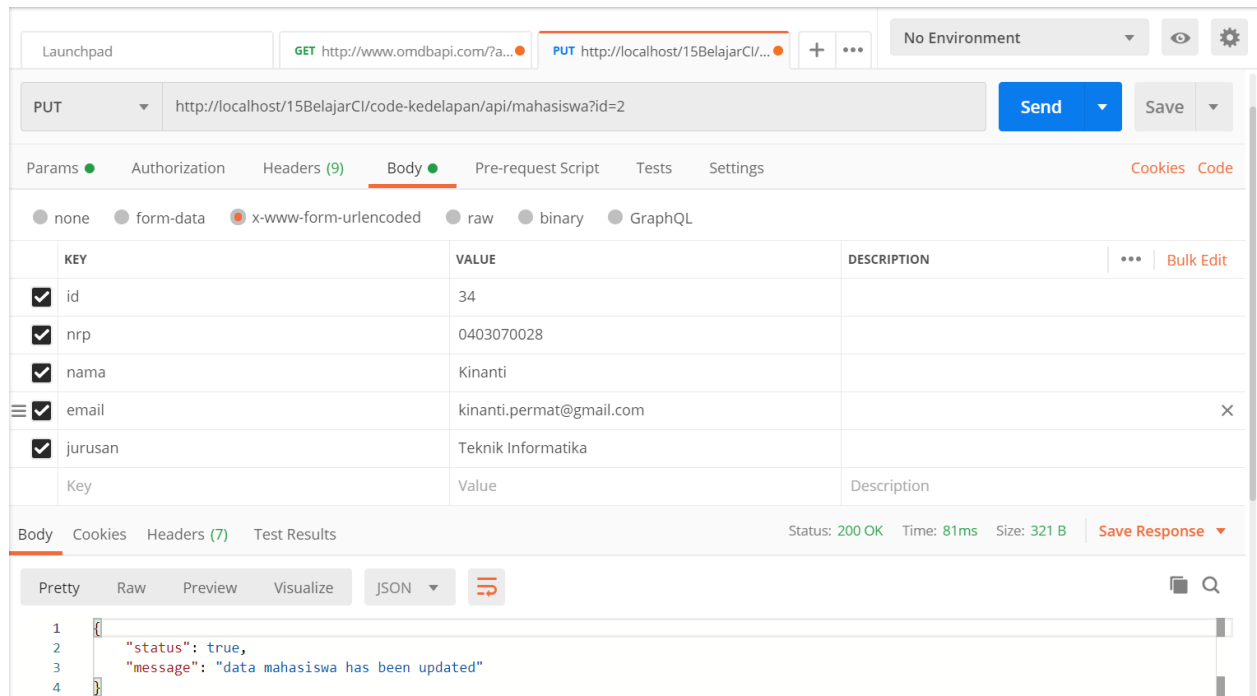 Launchpad
GET http://www.omdbapi.com/?a...
PUT http://localhost/15BelajarCI/...
No Environment
PUT
http://localhost/15BelajarCI/code-kedelapan/api/mahasiswa?id=2
Send
Save
Params
Authorization
Headers (9)
Body
Pre-request Script
Tests
Settings
Cookies Code
none
form-data
x-www-form-urlencoded
raw
binary
GraphQL
KEY VALUE DESCRIPTION
Bulk Edit
id 34
nrp 0403070028
nama Kinanti
email kinanti.permat@gmail.com
jurusan Teknik Informatika
Key Value Description
Body Cookies Headers (7) Test Results
Status: 200 OK Time: 81ms Size: 321 B Save Response
Pretty Raw Preview Visualize JSON
1 {
2 "status": true,
3 "message": "data mahasiswa has been updated"
4 }